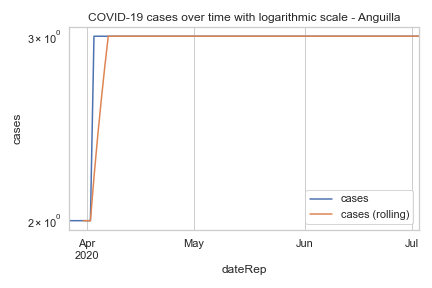 COVID-19 cases over time with logarithmic scale - Anguilla
3 × 10⁰
cases
2 × 10⁰
cases
cases (rolling)
Apr
2020
May
Jun
Jul
dateRep